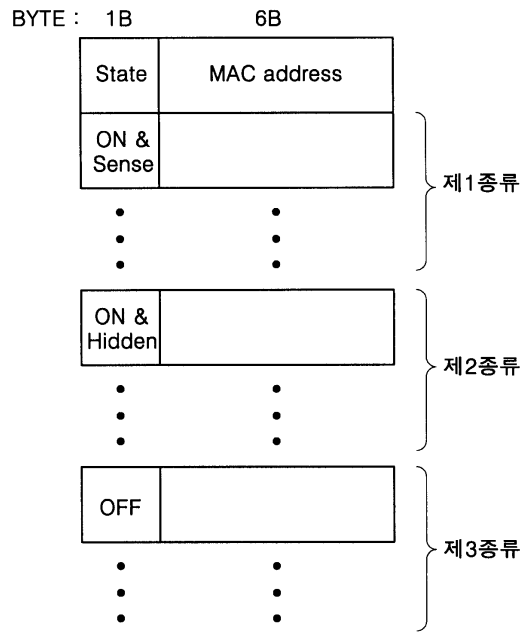 BYTE : 1B 6B
State MAC address
ON &
Sense
제1종류
ON &
Hidden
제2종류
OFF
제3종류